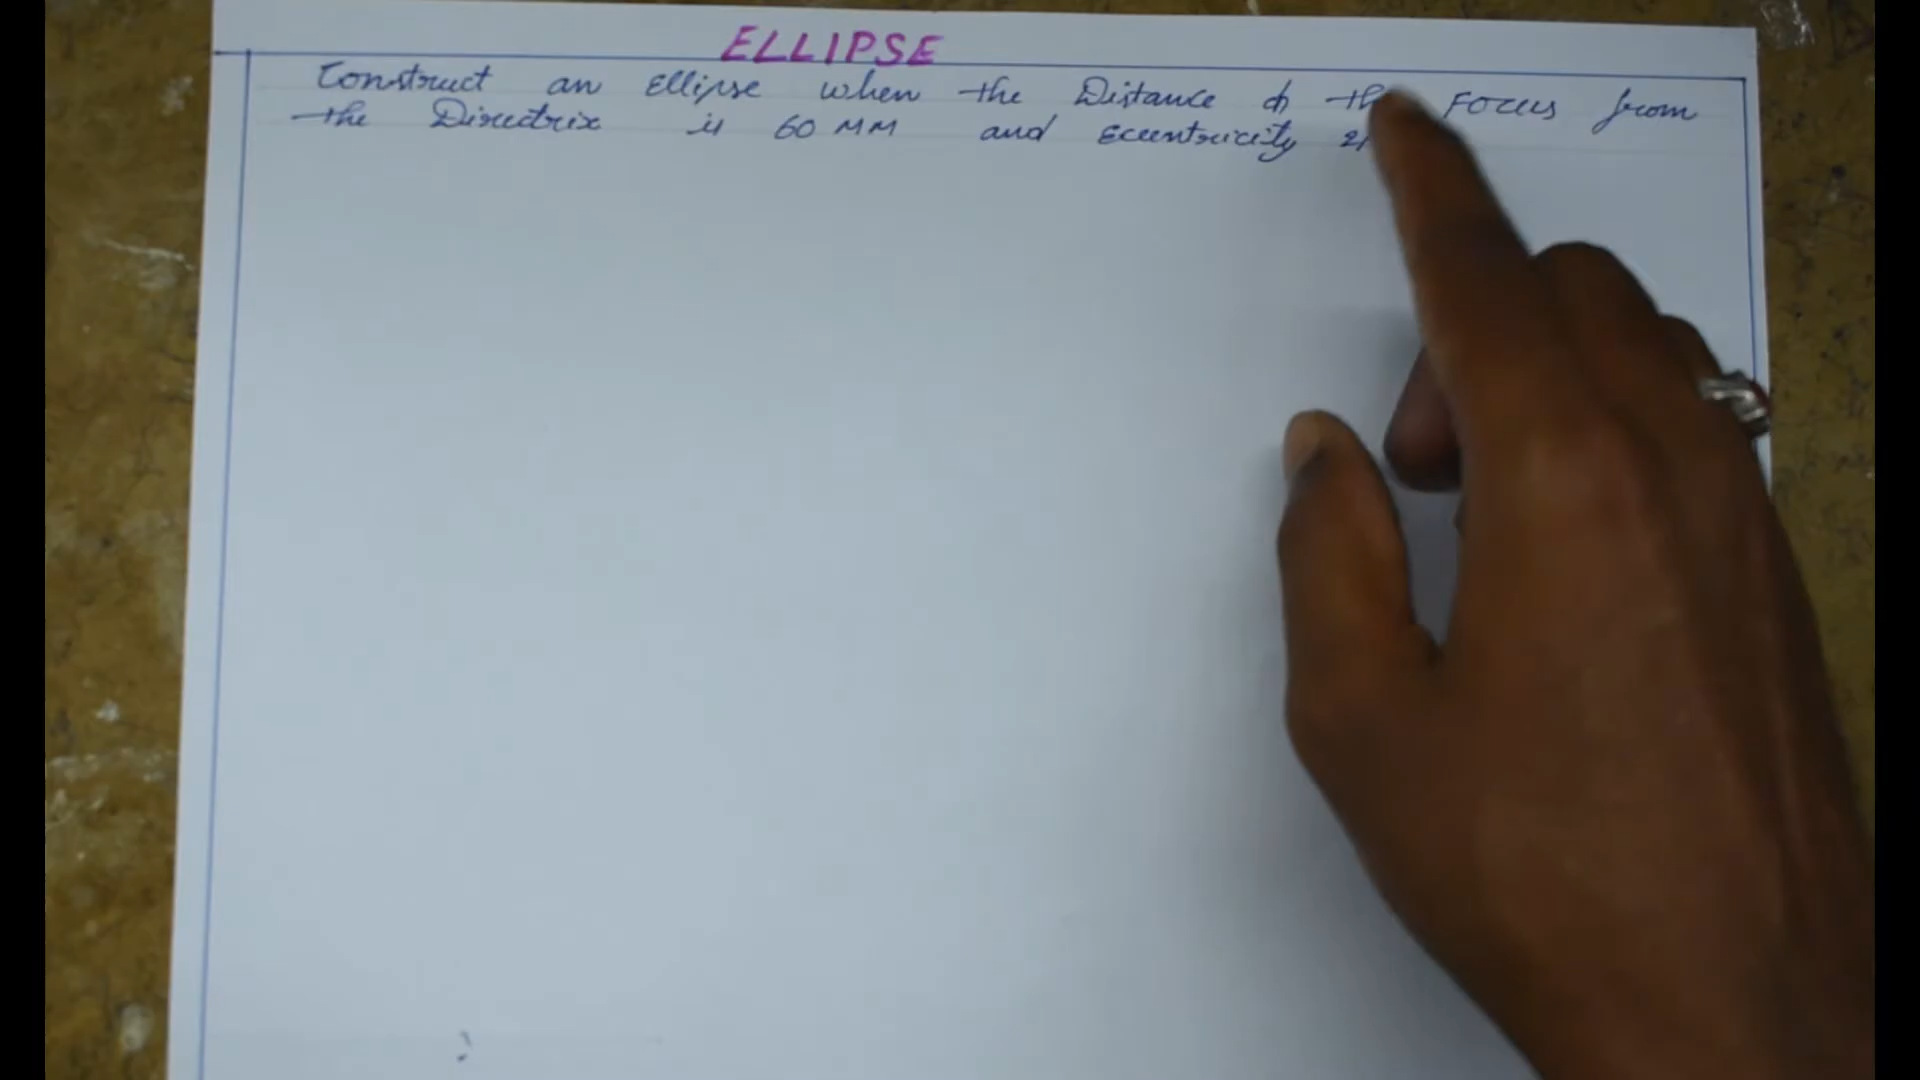 ELLIPSE
Construct an Ellipse when the Distance of the Focus from
the Directrix is 60 MM and Eccentricity